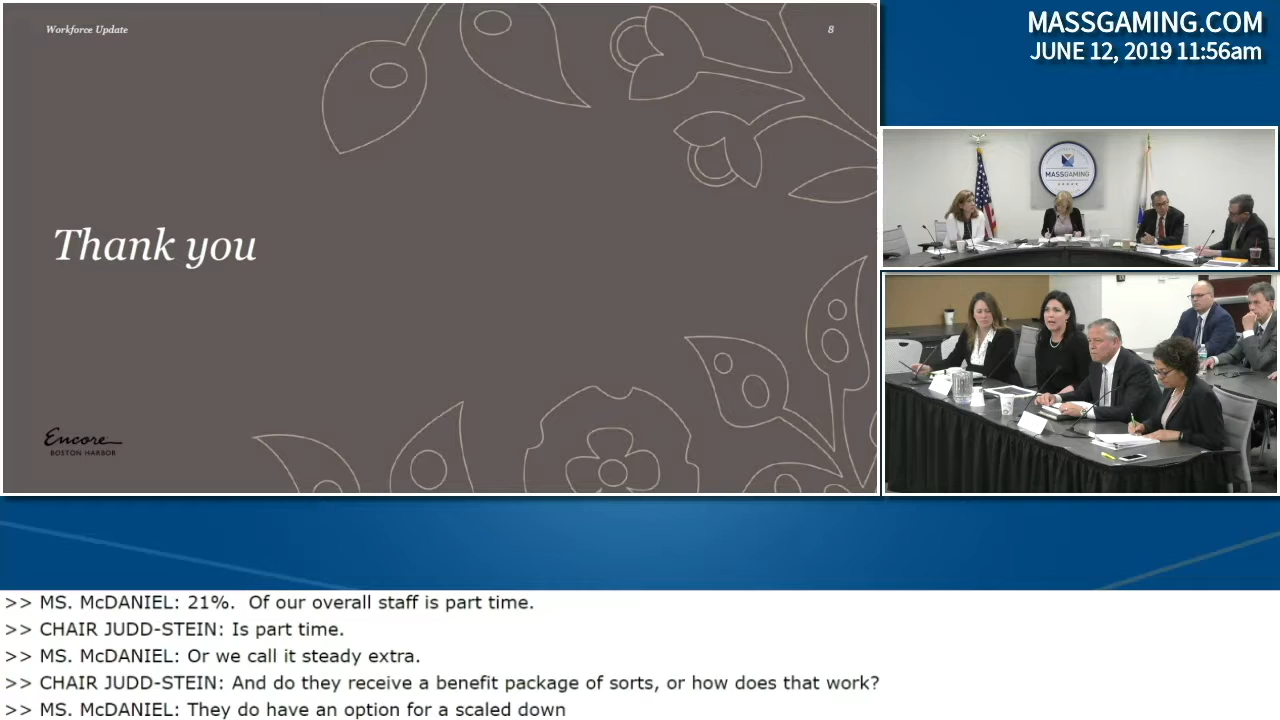 Workforce Update
8
MASSGAMING.COM
JUNE 12, 2019 11:56am
MASSGAMING
Thank you
Encore
BOSTON HARBOR
>> MS. McDANIEL: 21%. Of our overall staff is part time.
>> CHAIR JUDD-STEIN: Is part time.
>> MS. McDANIEL: Or we call it steady extra.
>> CHAIR JUDD-STEIN: And do they receive a benefit package of sorts, or how does that work?
>> MS. McDANIEL: They do have an option for a scaled down